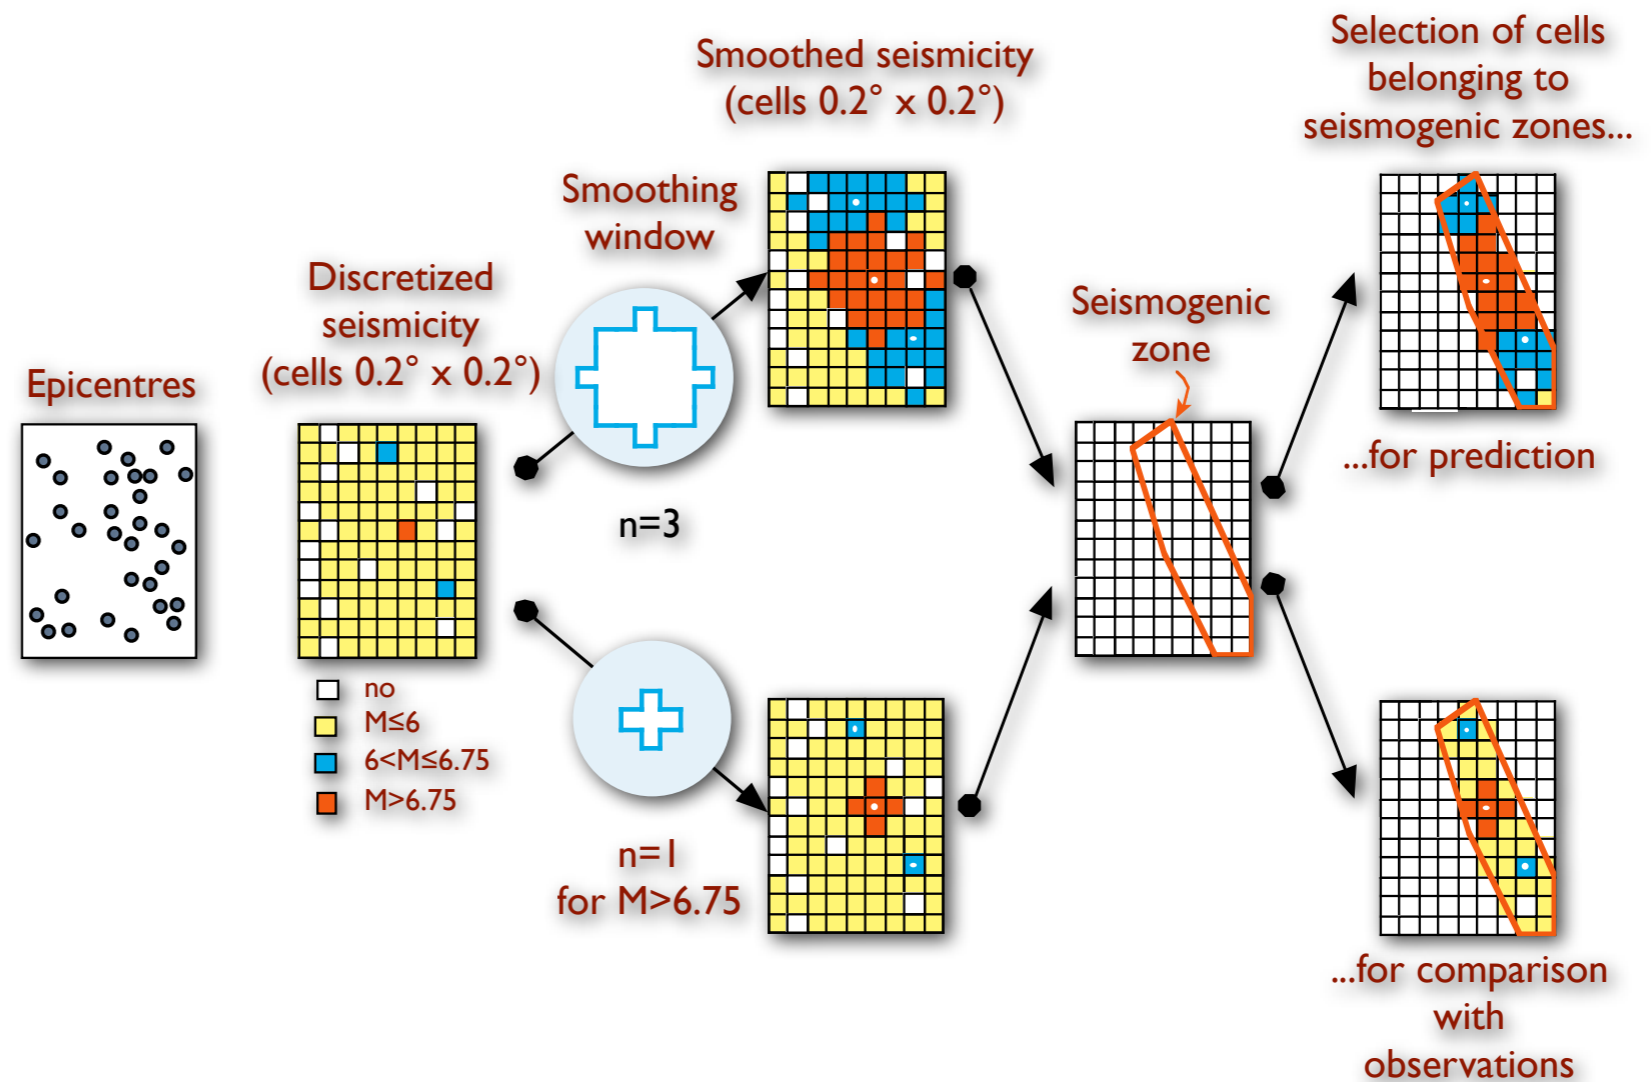 Epicentres
Discretized
seismicity
(cells 0.2° x 0.2°)
no
M≤6
6<M≤6.75
M>6.75
Smoothing
window
n=3
n=1
for M>6.75
Smoothed seismicity
(cells 0.2° x 0.2°)
Seismogenic
zone
Selection of cells
belonging to
seismogenic zones...
...for prediction
...for comparison
with
observations